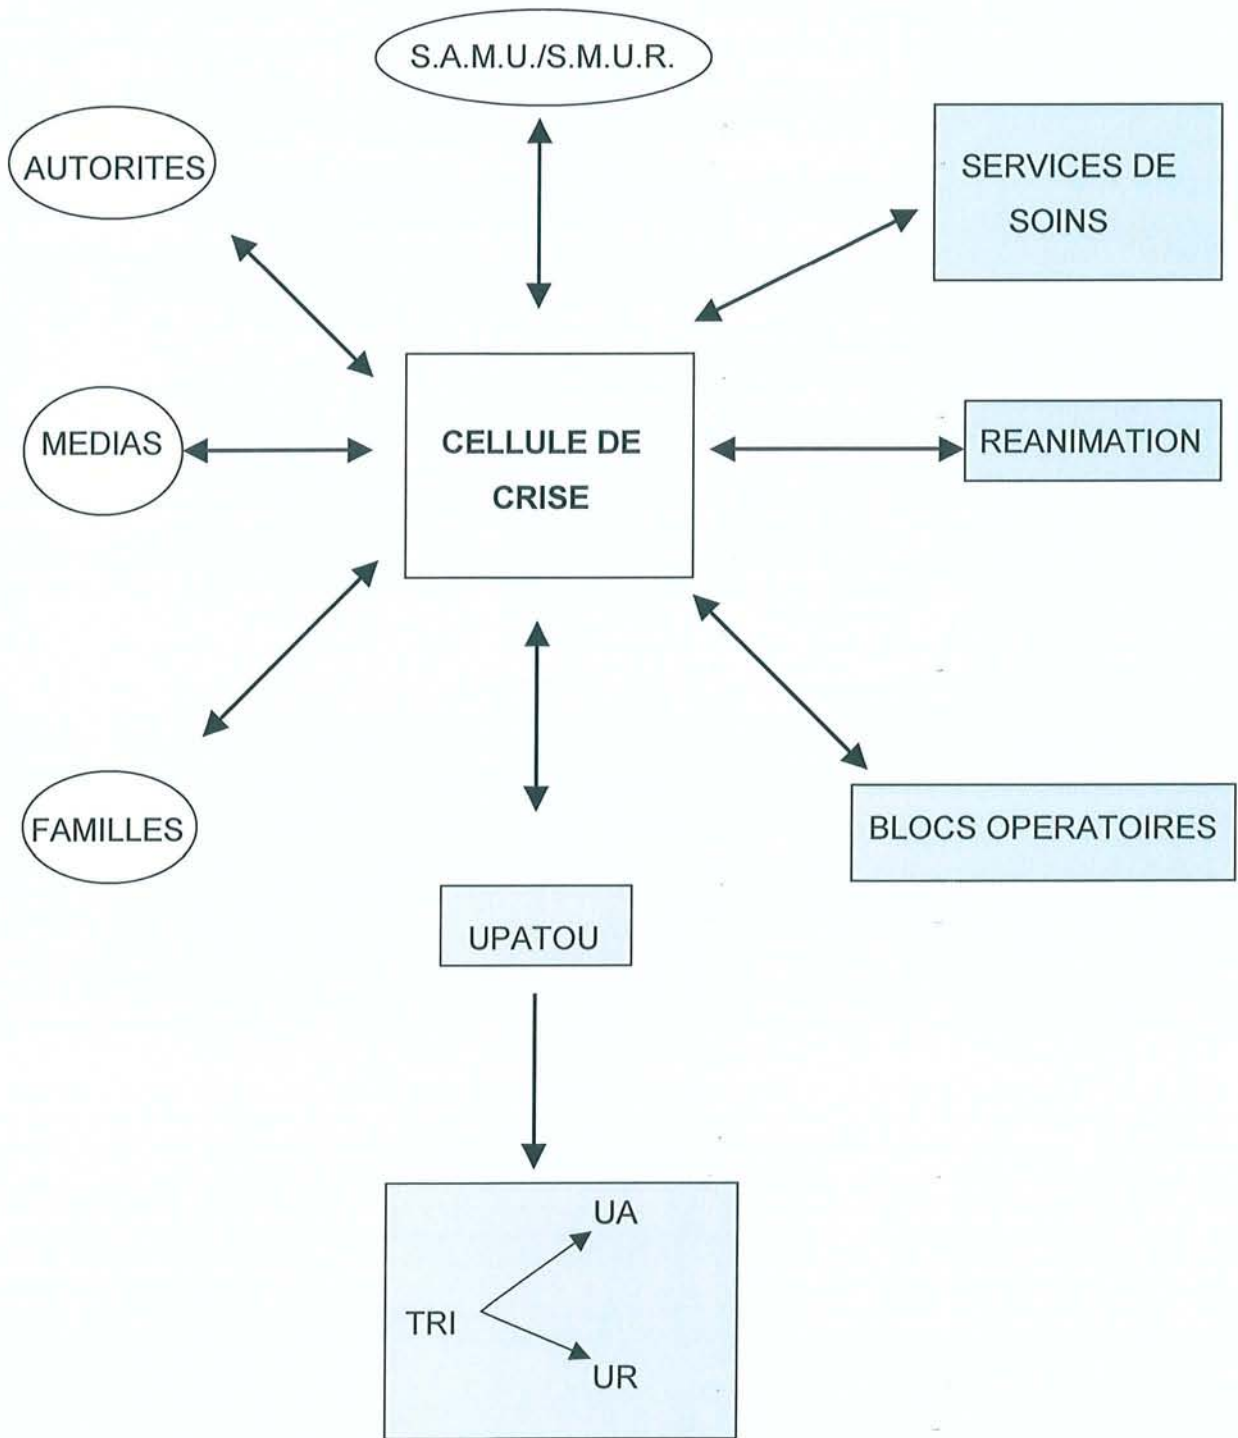 S.A.M.U./S.M.U.R.
AUTORITES
SERVICES DE
SOINS
MEDIAS
CELLULE DE
CRISE
REANIMATION
FAMILLES
BLOCS OPERATOIRES
UPATOU
UA
TRI
UR